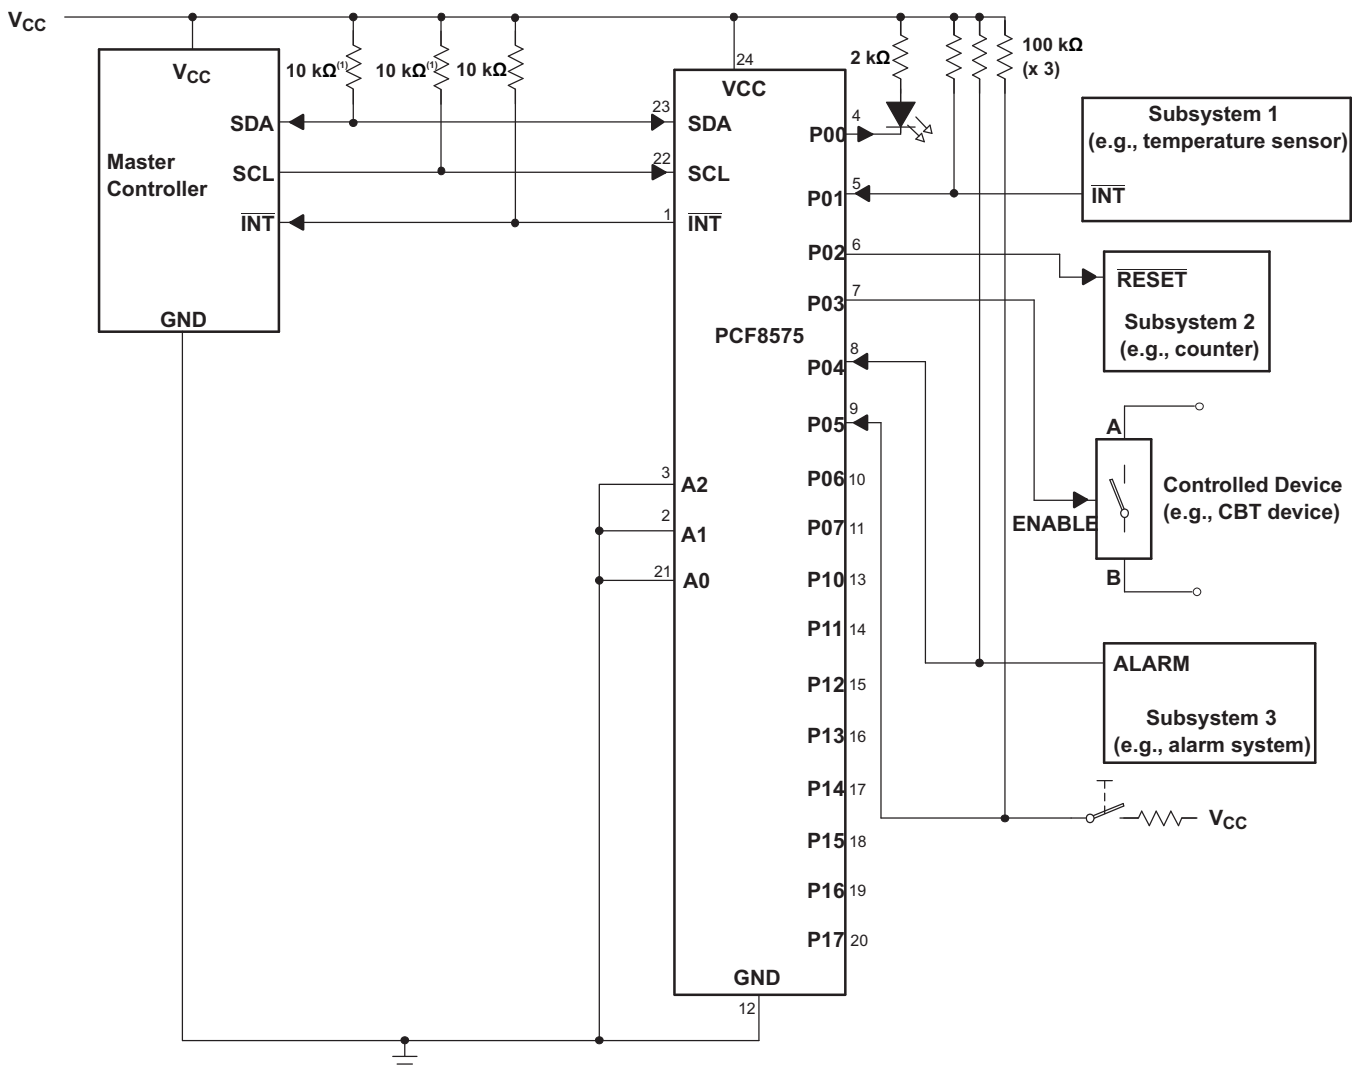 V_CC
V_CC
10 kΩ(1)
10 kΩ(1)
10 kΩ
SDA
Master
Controller
SCL
INT
GND
24
VCC
23
SDA
22
SCL
1
INT
PCF8575
3
A2
2
A1
21
A0
GND
12
2 kΩ
100 kΩ
(x 3)
P00
4
P01
5
P02
6
P03
7
P04
8
P05
9
P06
10
P07
11
P10
13
P11
14
P12
15
P13
16
P14
17
P15
18
P16
19
P17
20
Subsystem 1
(e.g., temperature sensor)
INT
RESET
Subsystem 2
(e.g., counter)
A
ENABLE
B
Controlled Device
(e.g., CBT device)
ALARM
Subsystem 3
(e.g., alarm system)
V_CC